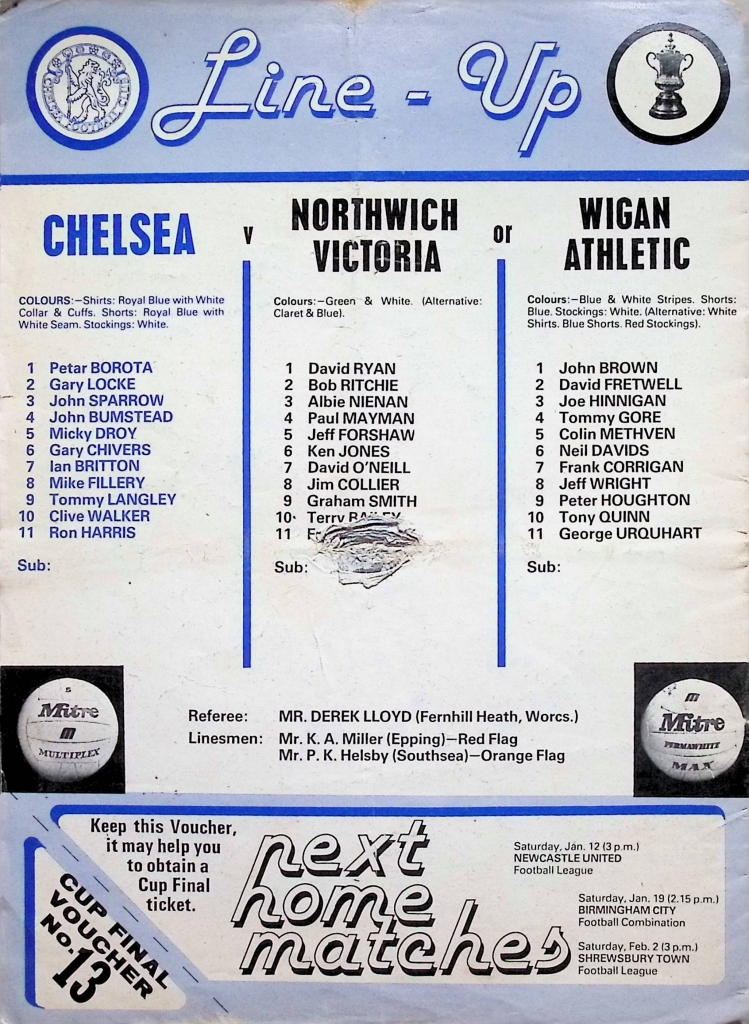 CHELSEA FOOTBALL CLUB
Line - Up
CHELSEA
v
NORTHWICH
VICTORIA
or
WIGAN
ATHLETIC
COLOURS:—Shirts: Royal Blue with White
Collar & Cuffs. Shorts: Royal Blue with
White Seam. Stockings: White.
1 Petar BOROTA
2 Gary LOCKE
3 John SPARROW
4 John BUMSTEAD
5 Micky DROY
6 Gary CHIVERS
7 Ian BRITTON
8 Mike FILLERY
9 Tommy LANGLEY
10 Clive WALKER
11 Ron HARRIS
Sub:
Colours:—Green & White. (Alternative:
Claret & Blue).
1 David RYAN
2 Bob RITCHIE
3 Albie NIENAN
4 Paul MAYMAN
5 Jeff FORSHAW
6 Ken JONES
7 David O'NEILL
8 Jim COLLIER
9 Graham SMITH
10 Terry BAILEY
11
Sub:
Colours:—Blue & White Stripes. Shorts:
Blue. Stockings: White. (Alternative: White
Shirts. Blue Shorts. Red Stockings).
1 John BROWN
2 David FRETWELL
3 Joe HINNIGAN
4 Tommy GORE
5 Colin METHVEN
6 Neil DAVIDS
7 Frank CORRIGAN
8 Jeff WRIGHT
9 Peter HOUGHTON
10 Tony QUINN
11 George URQUHART
Sub:
5
Mitre
m
MULTIPLEX
Referee: MR. DEREK LLOYD (Fernhill Heath, Worcs.)
Linesmen: Mr. K. A. Miller (Epping)—Red Flag
Mr. P. K. Helsby (Southsea)—Orange Flag
m
Mitre
PERMAWHITE
MAX
Keep this Voucher,
it may help you
to obtain a
Cup Final
ticket.
CUP FINAL
VOUCHER
No. 13
next
home
matches
Saturday, Jan. 12 (3 p.m.)
NEWCASTLE UNITED
Football League
Saturday, Jan. 19 (2.15 p.m.)
BIRMINGHAM CITY
Football Combination
Saturday, Feb. 2 (3 p.m.)
SHREWSBURY TOWN
Football League